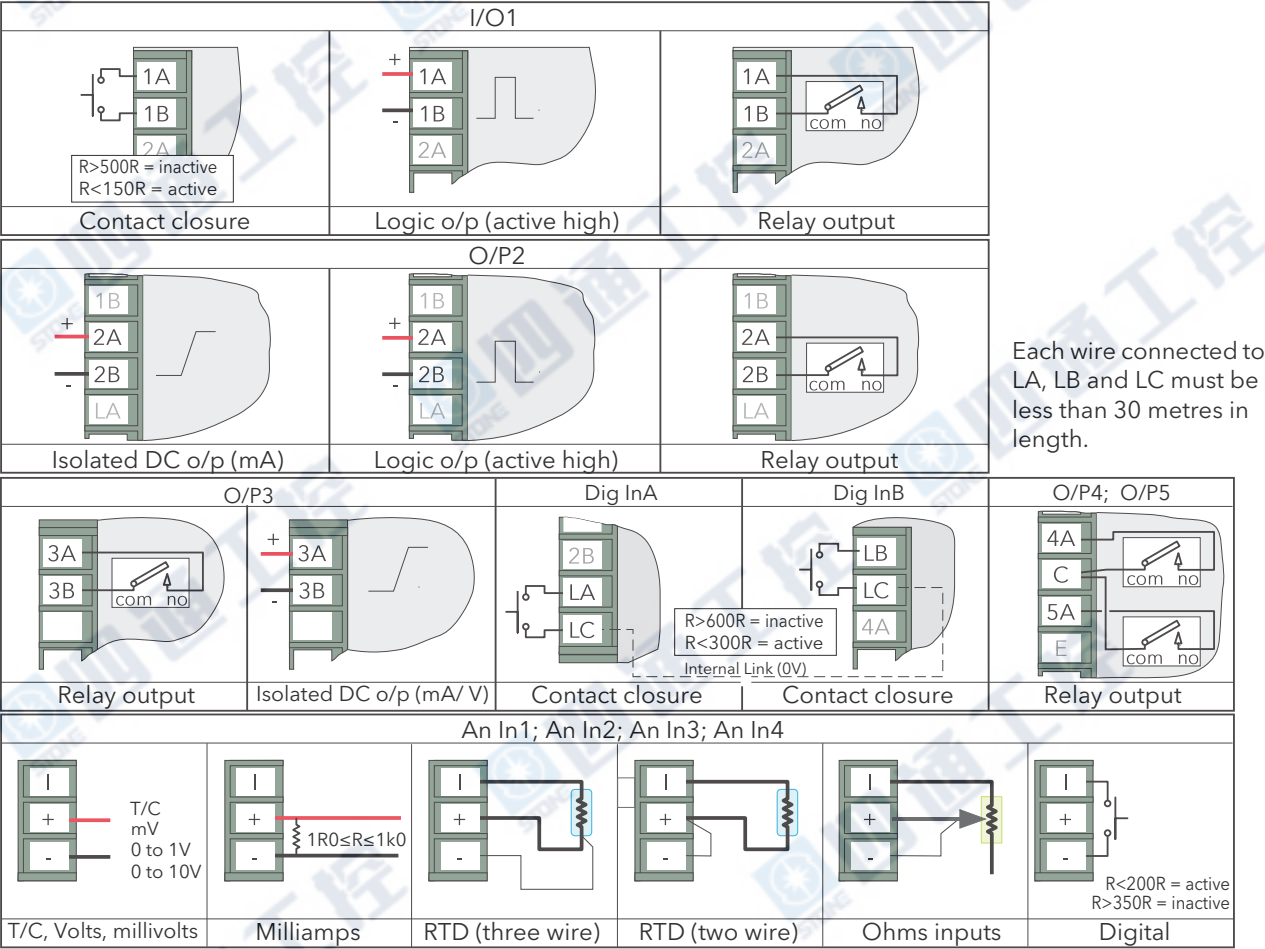 I/O1
1A
1B
2A
R>500R = inactive
R<150R = active
Contact closure
+
1A
1B
-
2A
Logic o/p (active high)
1A
1B
2A
com no
Relay output
O/P2
1B
+
2A
2B
-
LA
Isolated DC o/p (mA)
1B
+
2A
2B
-
LA
Logic o/p (active high)
1B
2A
2B
LA
com no
Relay output
Each wire connected to
LA, LB and LC must be
less than 30 metres in
length.
O/P3
3A
3B
com no
Relay output
+
3A
3B
-
Isolated DC o/p (mA/ V)
Dig InA
2B
LA
LC
Contact closure
R>600R = inactive
R<300R = active
Internal Link (0V)
Dig InB
LB
LC
4A
Contact closure
O/P4; O/P5
4A
C
5A
E
com no
com no
Relay output
An In1; An In2; An In3; An In4
I
+
-
T/C
mV
0 to 1V
0 to 10V
T/C, Volts, millivolts
I
+
-
1R0≤R≤1k0
Milliamps
I
+
-
RTD (three wire)
I
+
-
RTD (two wire)
I
+
-
Ohms inputs
I
+
-
R<200R = active
R>350R = inactive
Digital
STONE
四通工控